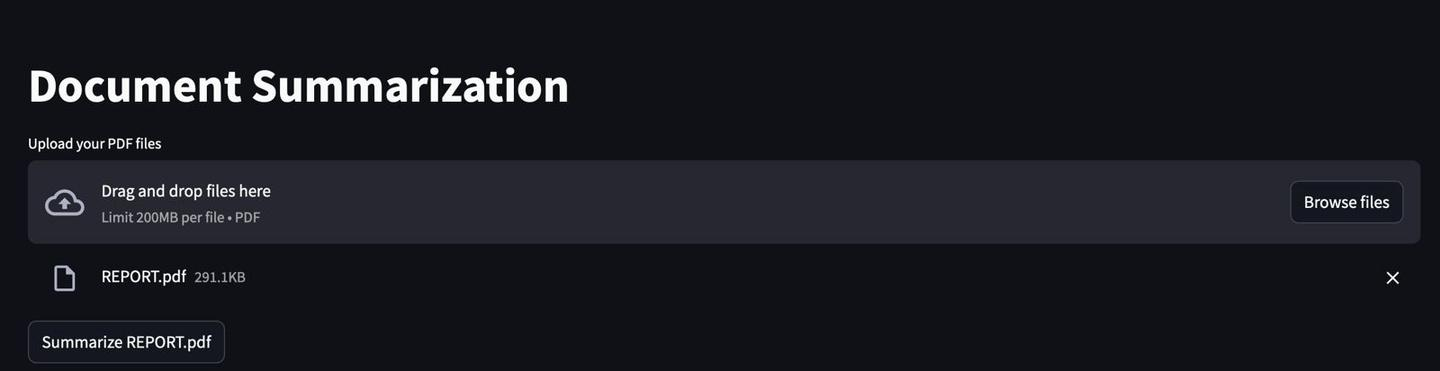 Document Summarization
Upload your PDF files
Drag and drop files here
Limit 200MB per file • PDF
Browse files
REPORT.pdf 291.1KB
Summarize REPORT.pdf